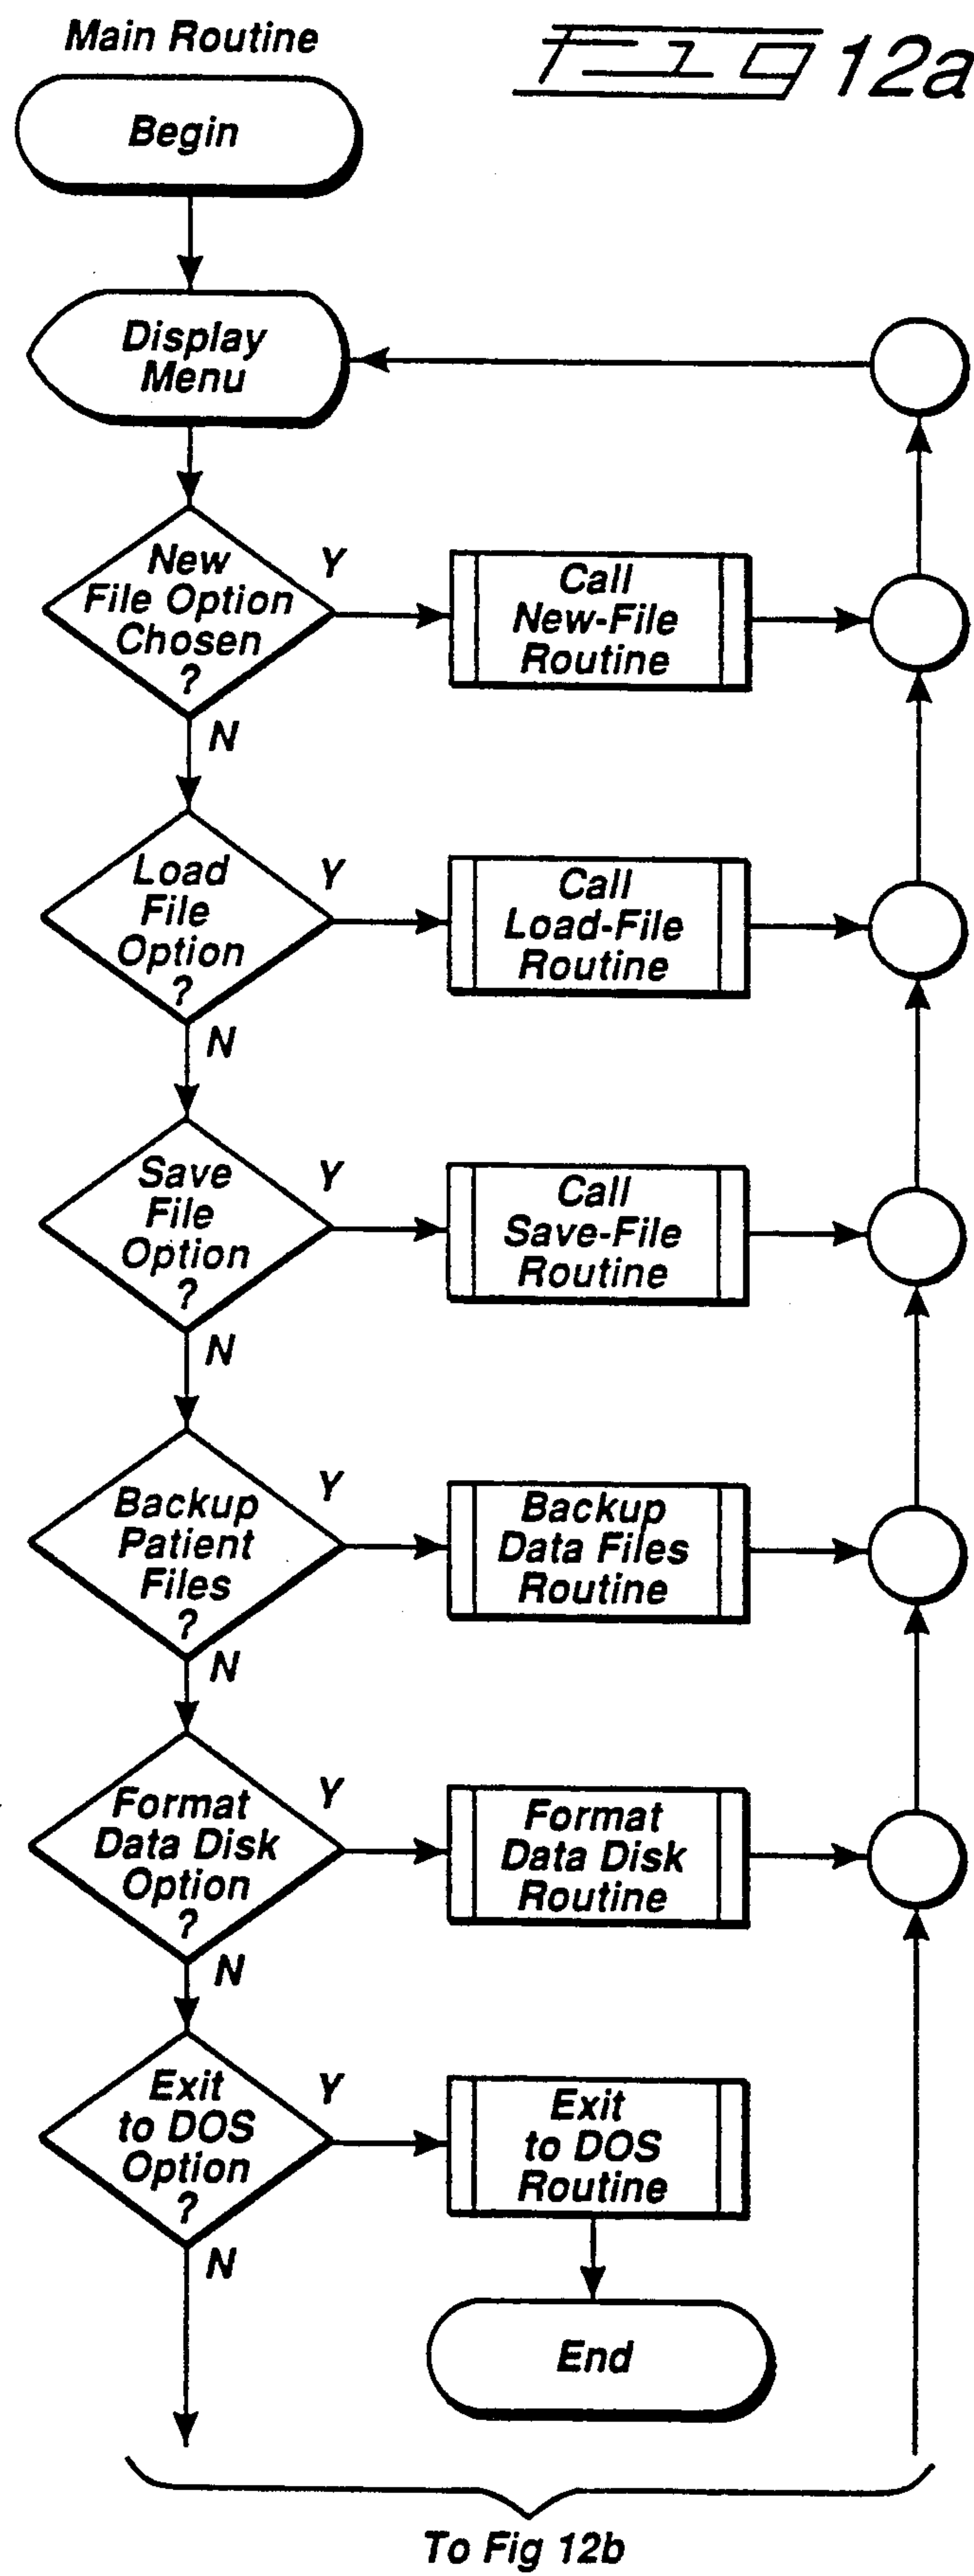 Main Routine
Fig 12a
Begin
Display
Menu
New
File Option
Chosen
?
Y
Call
New-File
Routine
N
Load
File
Option
?
Y
Call
Load-File
Routine
N
Save
File
Option
?
Y
Call
Save-File
Routine
N
Backup
Patient
Files
?
Y
Backup
Data Files
Routine
N
Format
Data Disk
Option
?
Y
Format
Data Disk
Routine
N
Exit
to DOS
Option
?
Y
Exit
to DOS
Routine
N
End
To Fig 12b